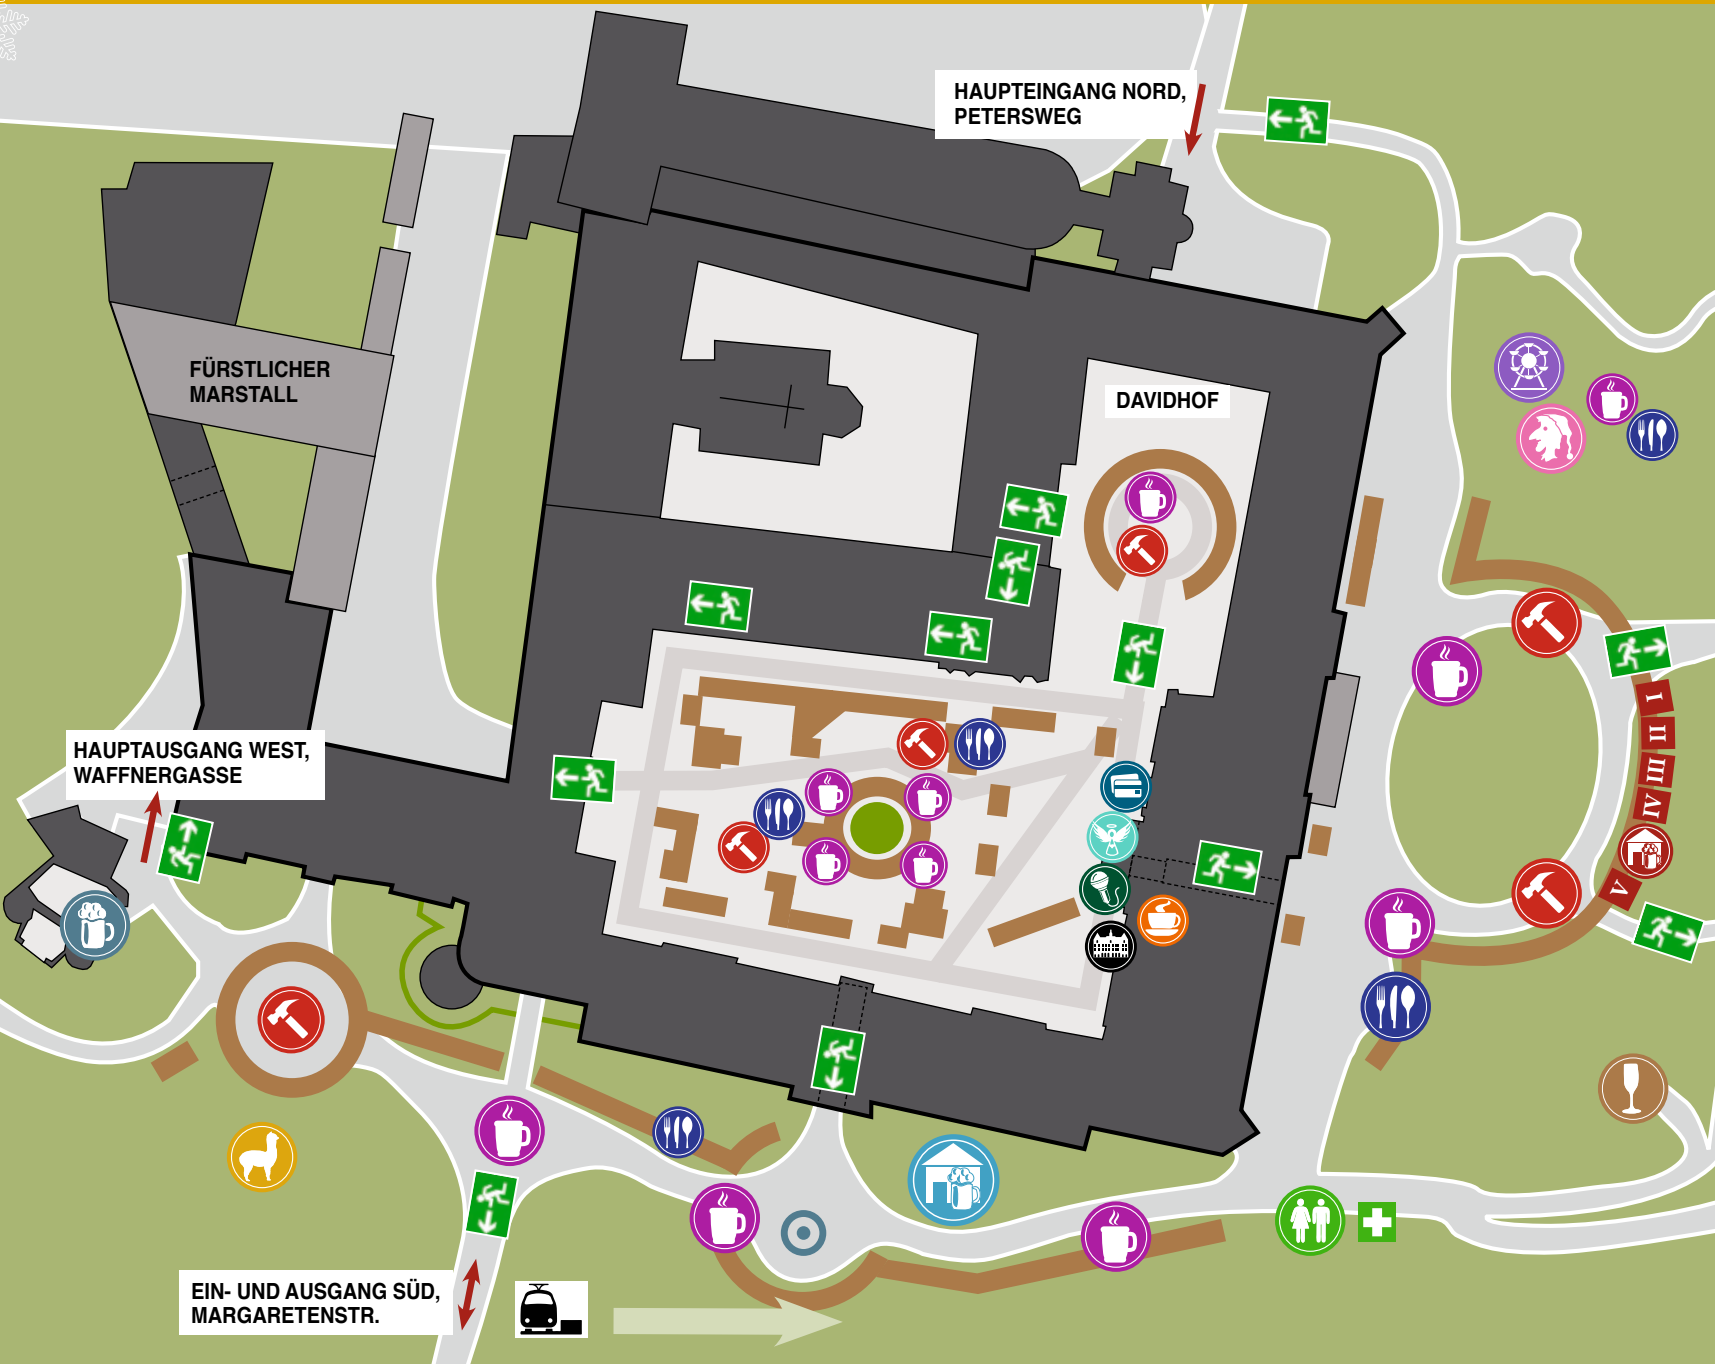 HAUPTEINGANG NORD,
PETERSWEG
FÜRSTLICHER
MARSTALL
DAVIDHOF
I
II
III
IV
V
HAUPTAUSGANG WEST,
WAFFNERGASSE
EIN- UND AUSGANG SÜD,
MARGARETENSTR.